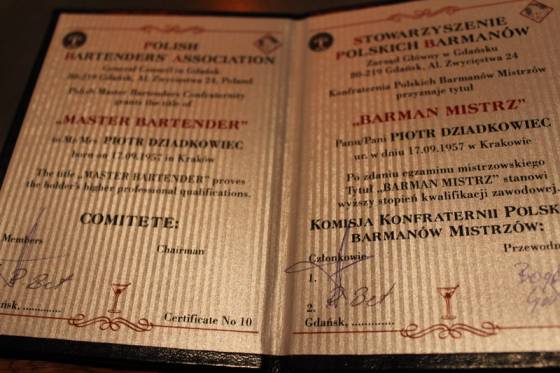 POLISH
BARTENDERS' ASSOCIATION
General Council in Gdańsk
80-219 Gdańsk, Al. Zwycięstwa 24, Poland
Polish Master Bartenders Confraternity
grants the title of
„MASTER BARTENDER”
to Mr/Mrs PIOTR DZIADKOWIEC
born on 17.09.1957 in Kraków
The title „MASTER BARTENDER” proves
the holder's higher professional qualifications.
COMITETE:
Members
Chairman
Certificate No 10
STOWARZYSZENIE
POLSKICH BARMANÓW
Zarząd Główny w Gdańsku
80-219 Gdańsk, Al. Zwycięstwa 24
Konfraternia Polskich Barmanów Mistrzów
przyznaje tytuł
„BARMAN MISTRZ”
Panu/Pani PIOTR DZIADKOWIEC
ur. w dniu 17.09.1957 w Krakowie
Po zdaniu egzaminu mistrzowskiego
Tytuł „BARMAN MISTRZ” stanowi
wyższy stopień kwalifikacji zawodowej
KOMISJA KONFRATERNII POLSK
BARMANÓW MISTRZÓW:
Członkowie
Przewodn
1.
2.
Gdańsk, .............